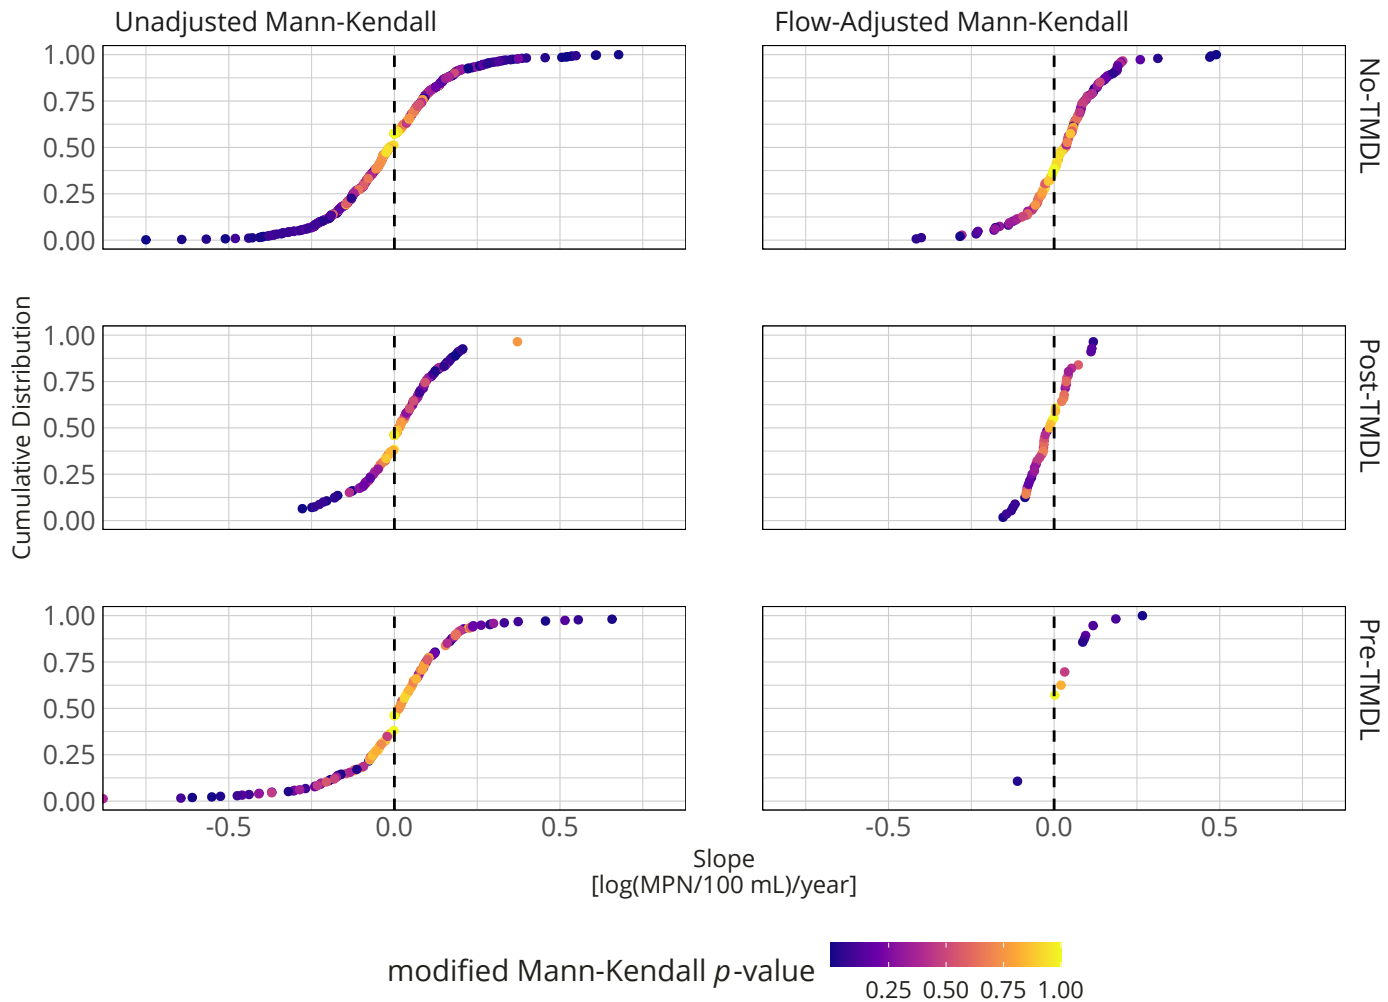 Unadjusted Mann-Kendall
Flow-Adjusted Mann-Kendall
1.00
0.75
0.50
0.25
0.00
No-TMDL
1.00
0.75
0.50
0.25
0.00
Post-TMDL
Cumulative Distribution
1.00
0.75
0.50
0.25
0.00
Pre-TMDL
-0.5 0.0 0.5
-0.5 0.0 0.5
Slope
[log(MPN/100 mL)/year]
modified Mann-Kendall p-value
0.25 0.50 0.75 1.00